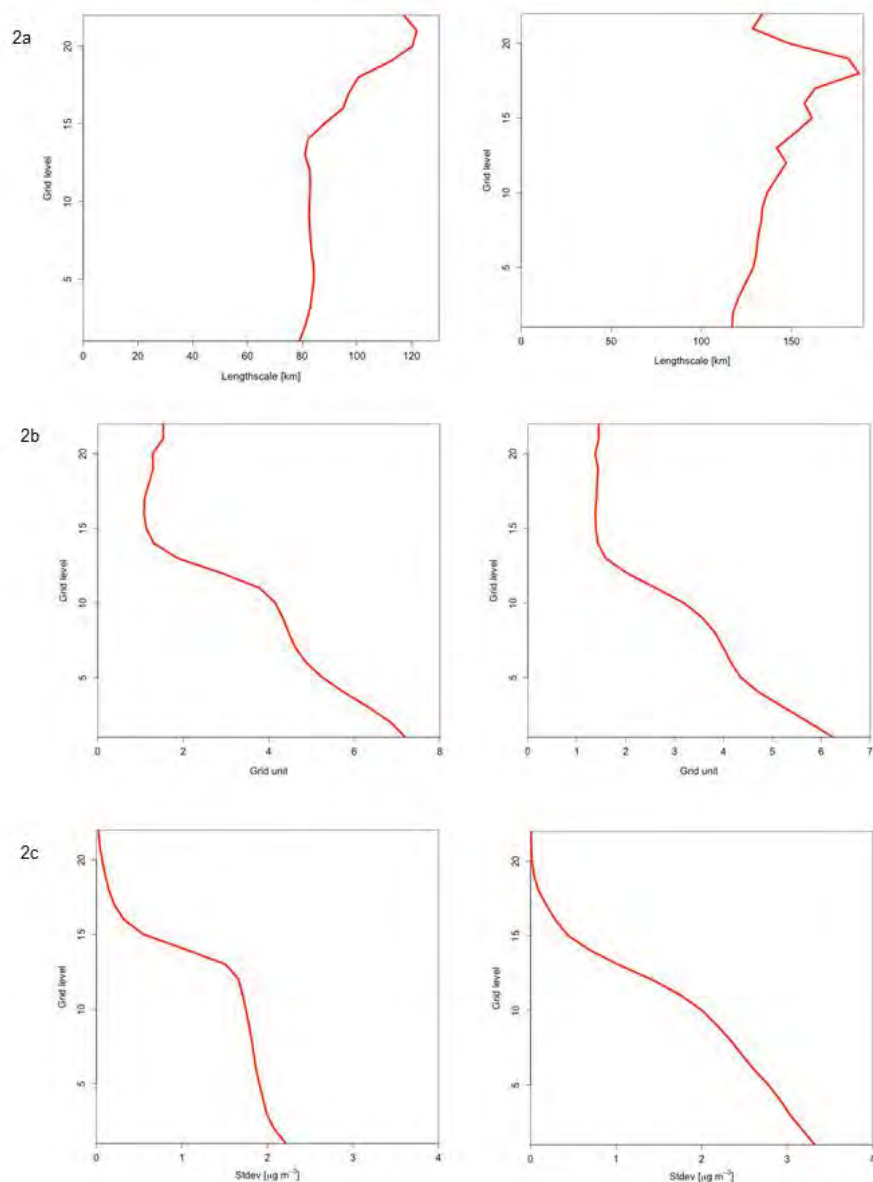 2a
20
15
10
5
Grid level
0 20 40 60 80 100 120
Lengthscale [km]
20
15
10
5
Grid level
0 50 100 150
Lengthscale [km]
2b
20
15
10
5
Grid level
0 2 4 6 8
Grid unit
20
15
10
5
Grid level
0 1 2 3 4 5 6 7
Grid unit
2c
20
15
10
5
Grid level
0 1 2 3 4
Stdev [µg m⁻³]
20
15
10
5
Grid level
0 1 2 3 4
Stdev [µg m⁻³]